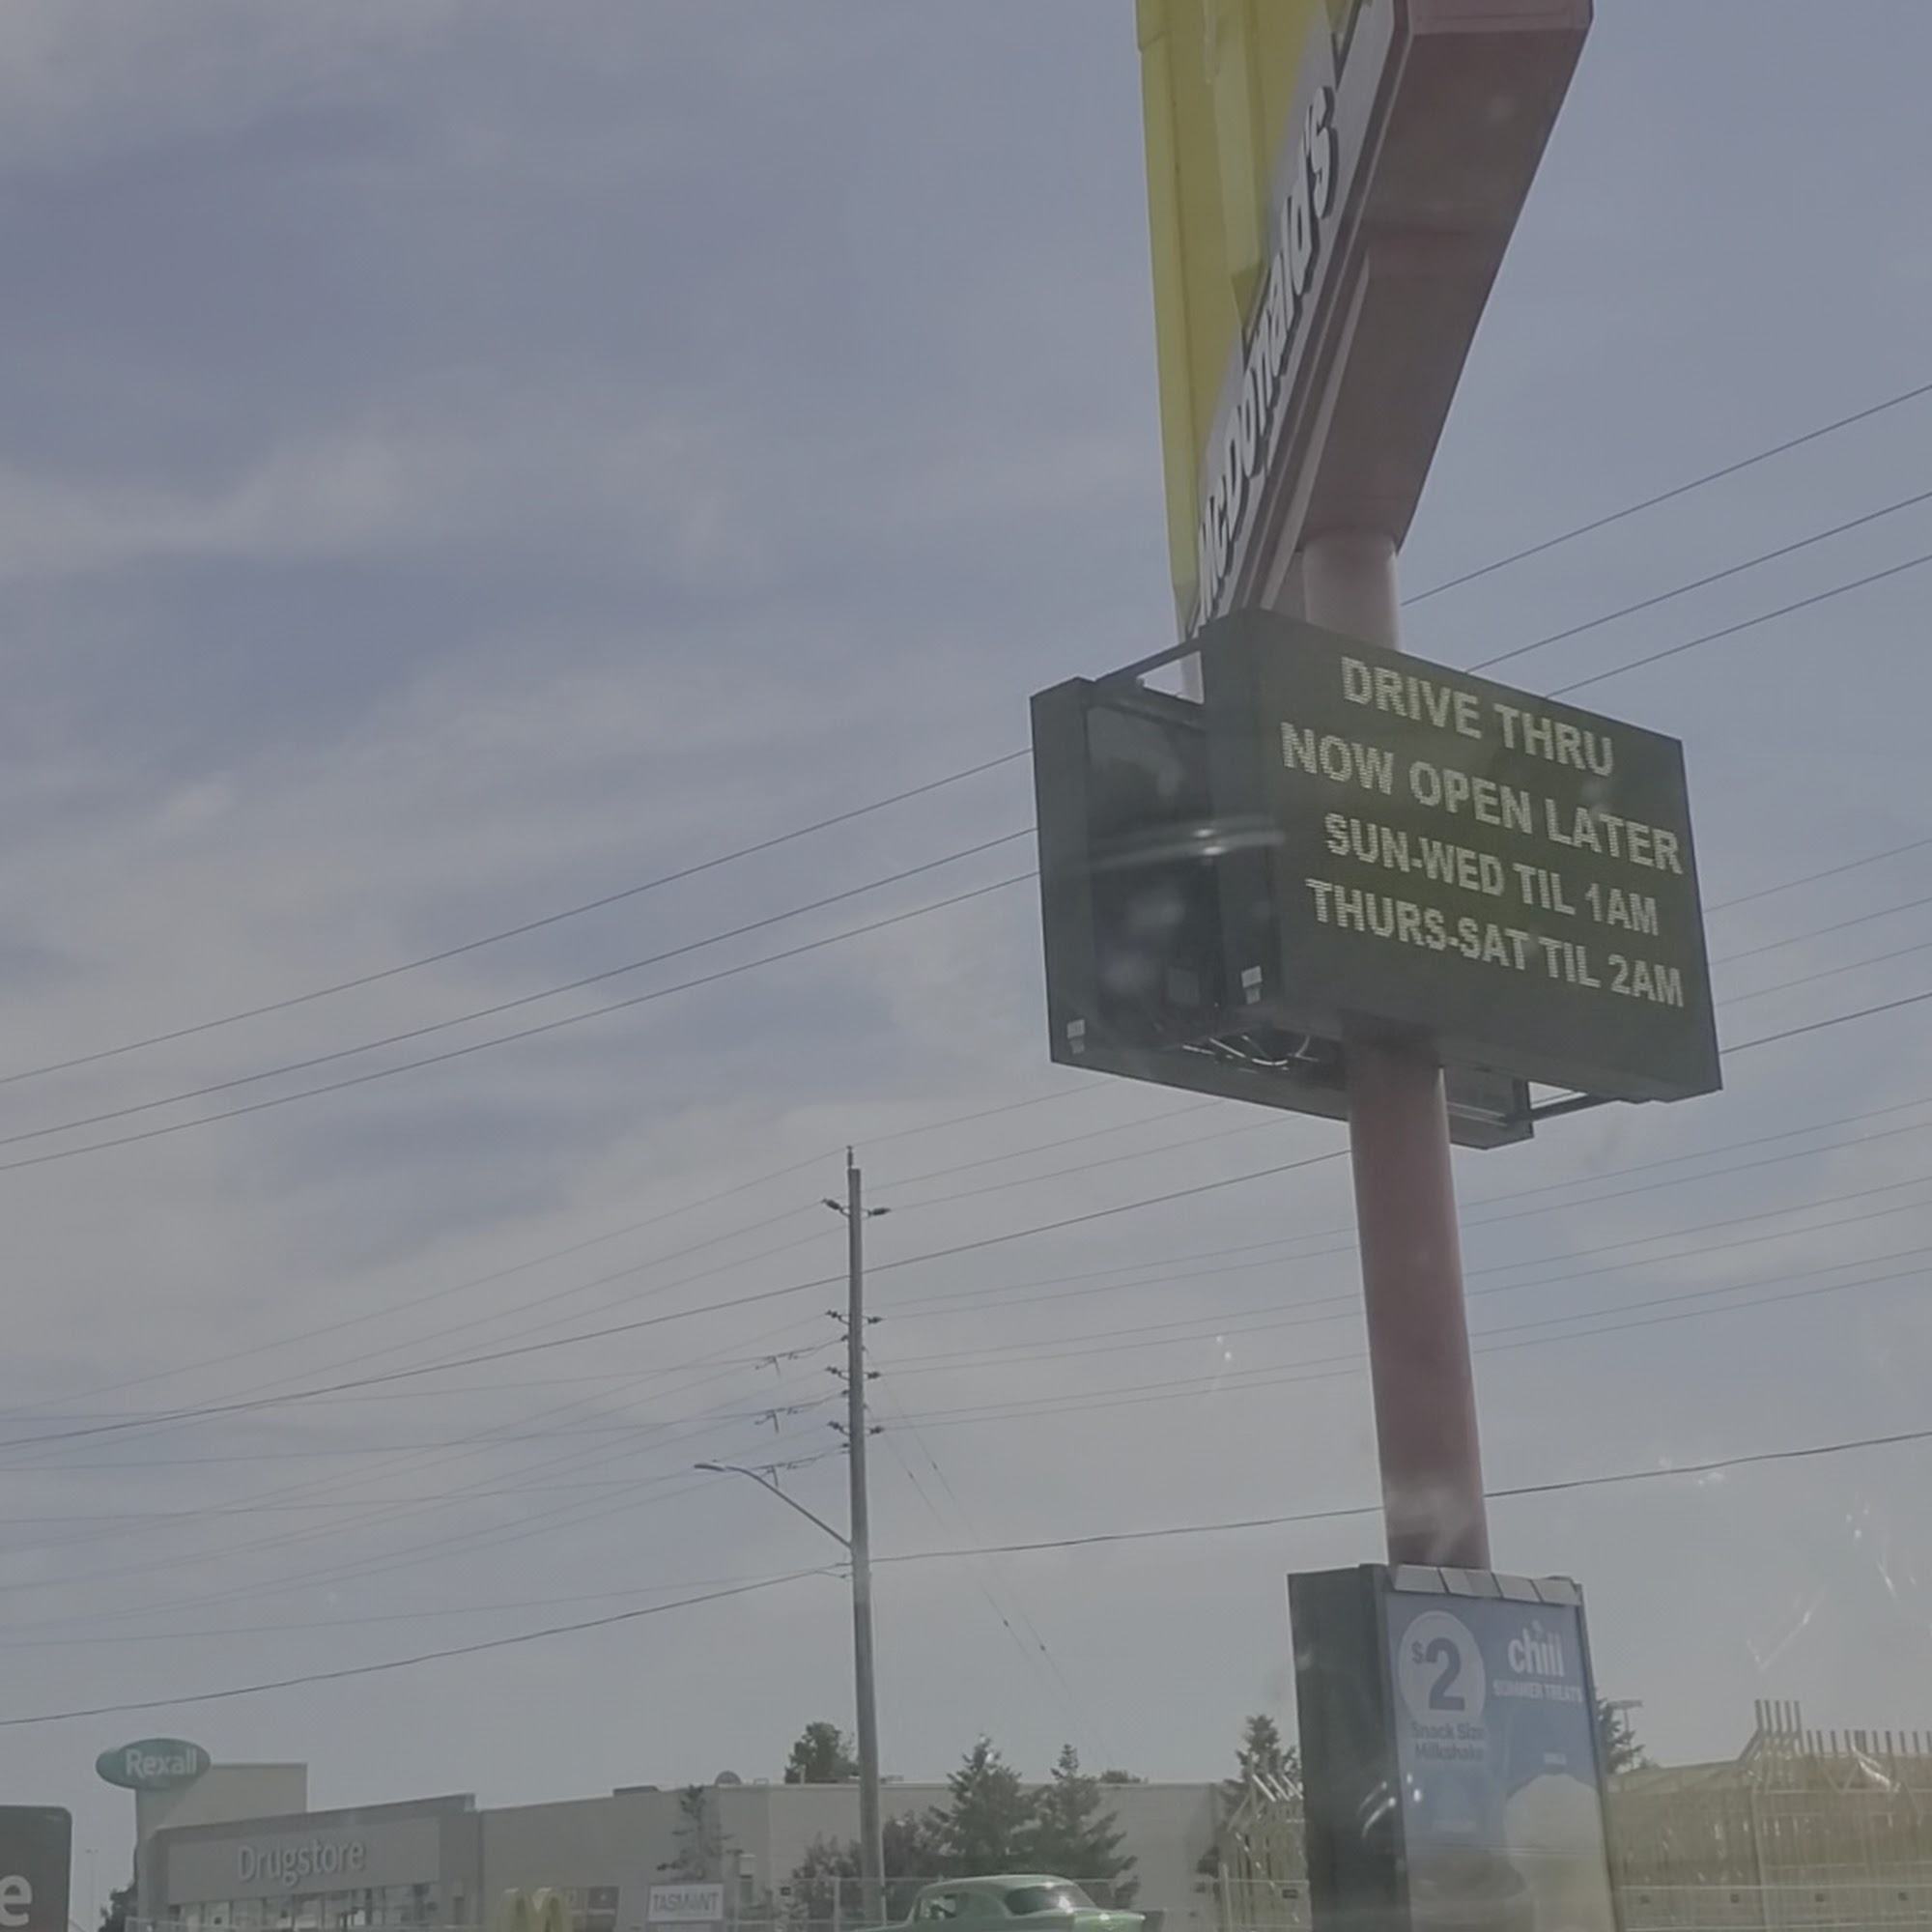 McDonald's
DRIVE THRU
NOW OPEN LATER
SUN-WED TIL 1AM
THURS-SAT TIL 2AM
$2
Snack Size
Milkshake
chill
SUMMER TREATS
Rexall
Drugstore
e